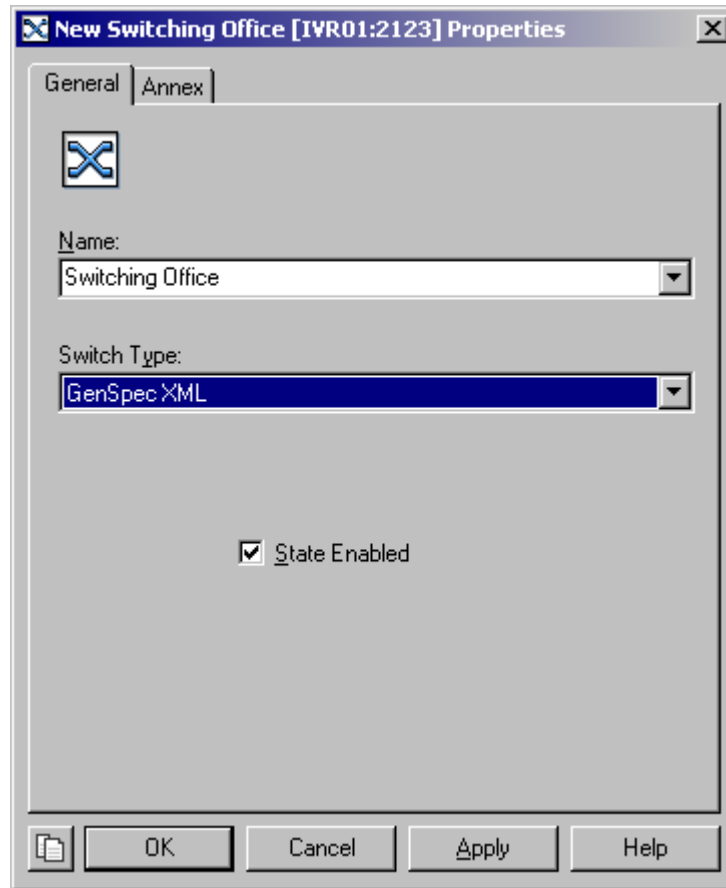 New Switching Office [IVR01:2123] Properties
General Annex
Name:
Switching Office
Switch Type:
GenSpec XML
State Enabled
OK Cancel Apply Help